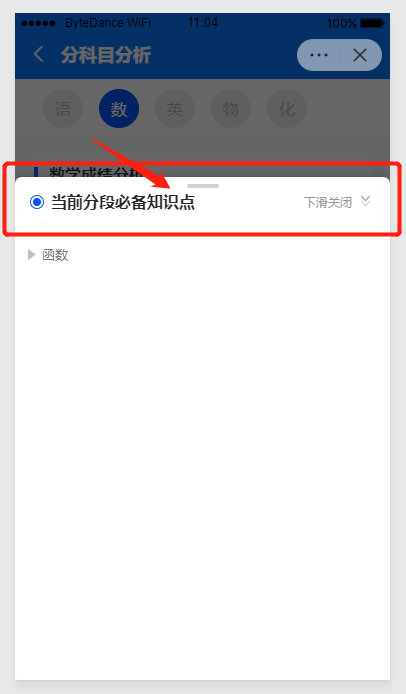 ByteDance WiFi 11:04 100%
分科目分析
语 数 英 物 化
数学成绩分析
当前分段必备知识点 下滑关闭
函数